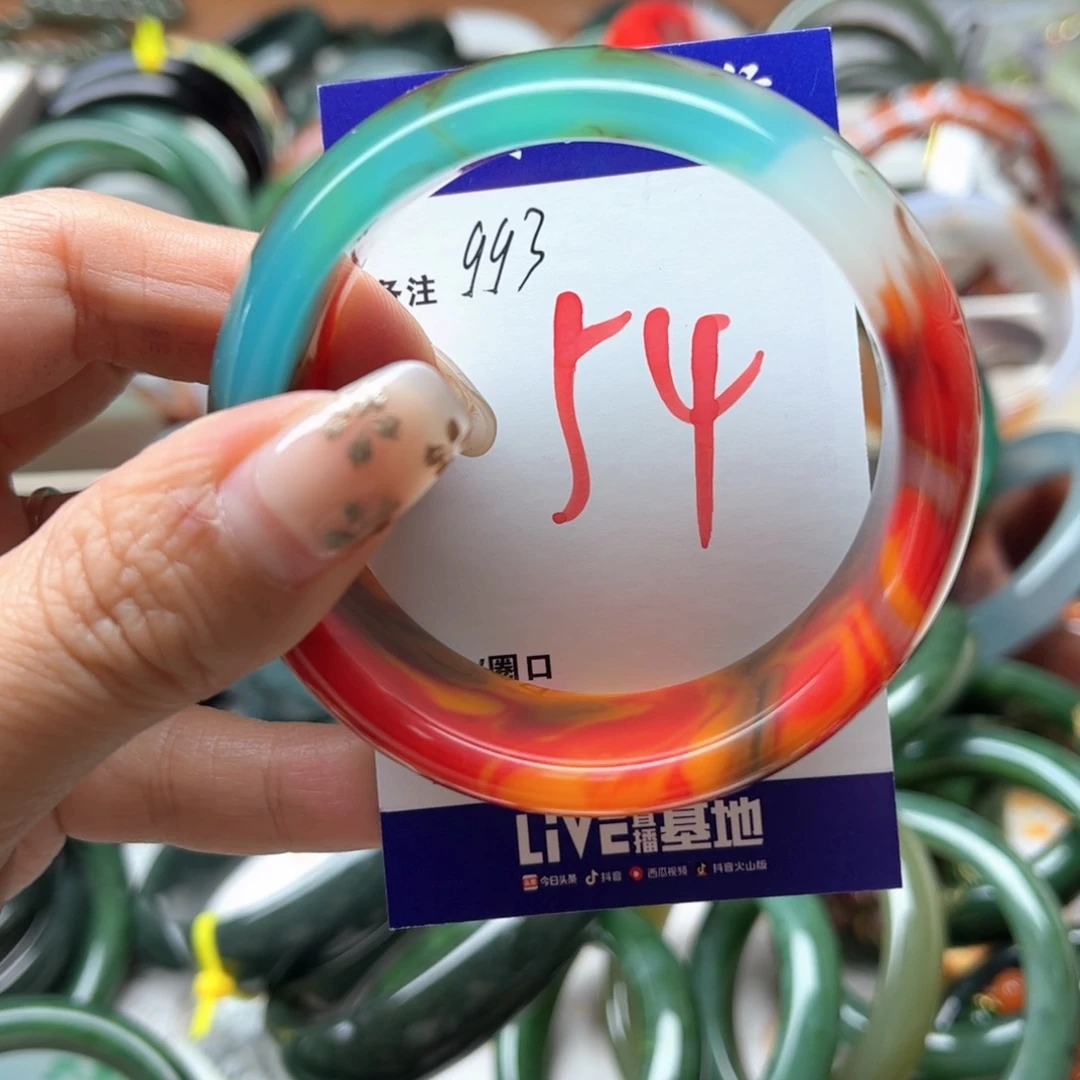 备注 993
54
圈口
LiVE直播基地
今日头条 抖音 西瓜视频 抖音火山版